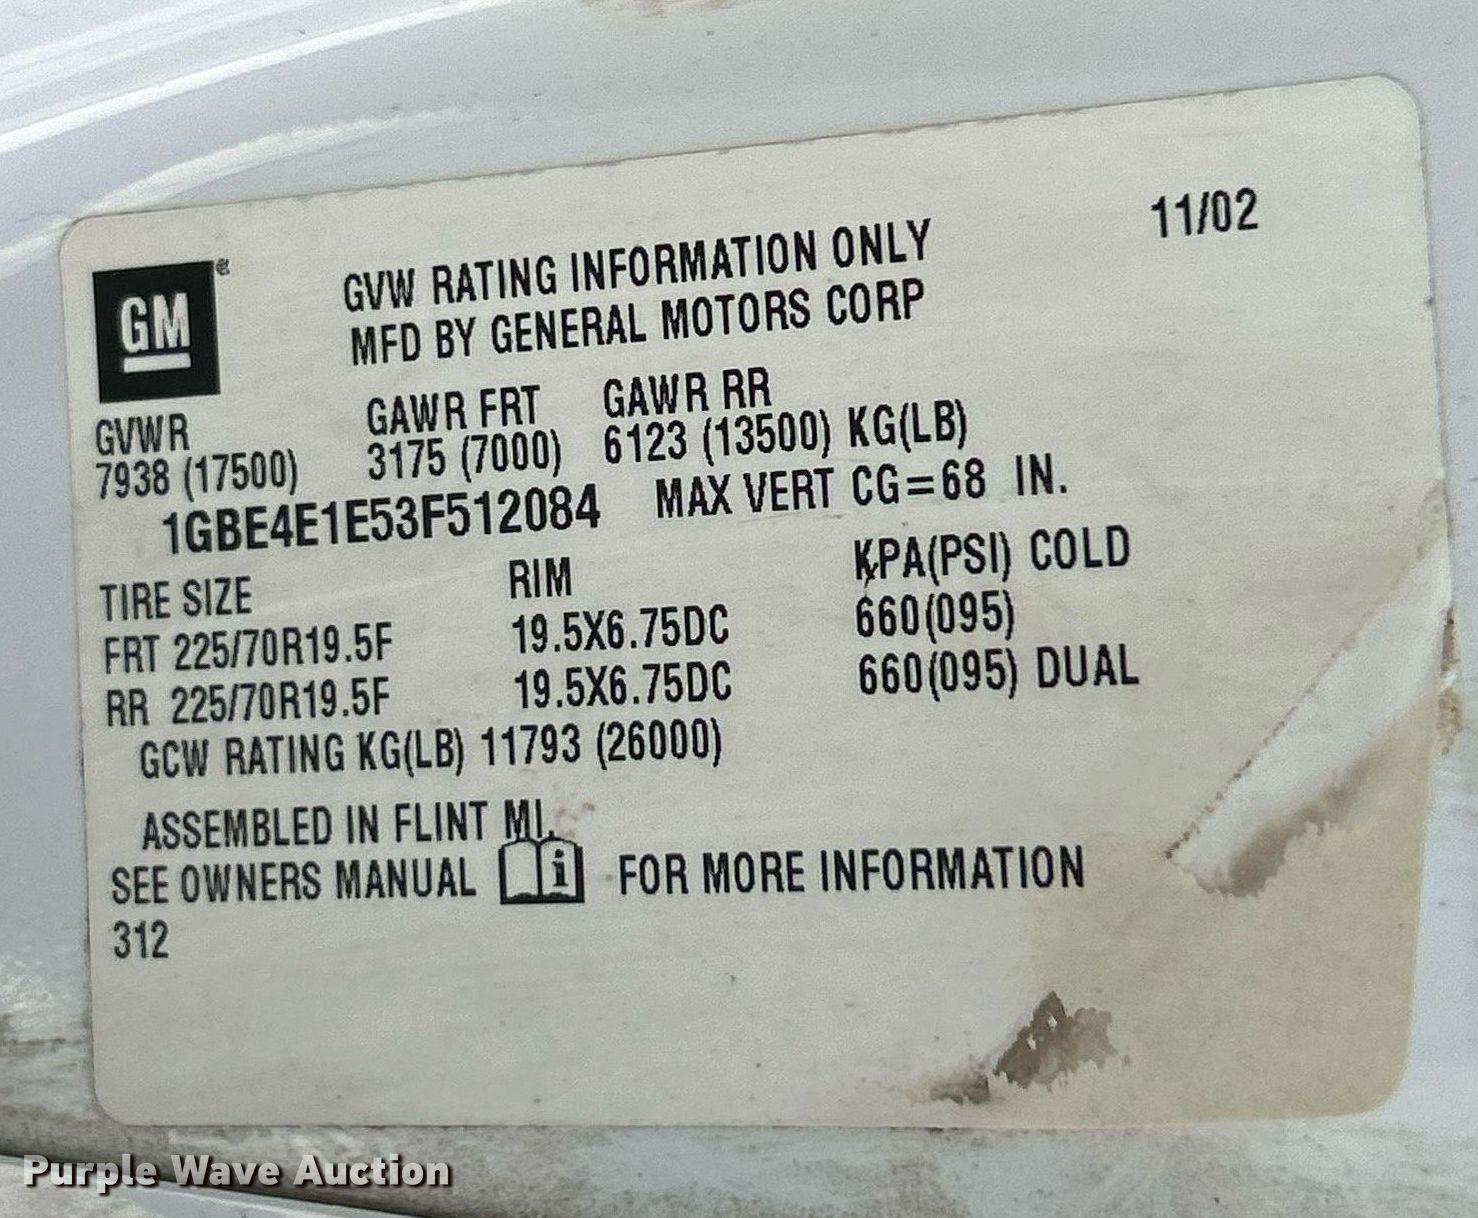 11/02
GM
GVW RATING INFORMATION ONLY
MFD BY GENERAL MOTORS CORP
GVWR GAWR FRT GAWR RR
7938 (17500) 3175 (7000) 6123 (13500) KG(LB)
1GBE4E1E53F512084 MAX VERT CG=68 IN.
TIRE SIZE RIM KPA(PSI) COLD
FRT 225/70R19.5F 19.5X6.75DC 660(095)
RR 225/70R19.5F 19.5X6.75DC 660(095) DUAL
GCW RATING KG(LB) 11793 (26000)
ASSEMBLED IN FLINT MI.
SEE OWNERS MANUAL i FOR MORE INFORMATION
312
Purple Wave Auction